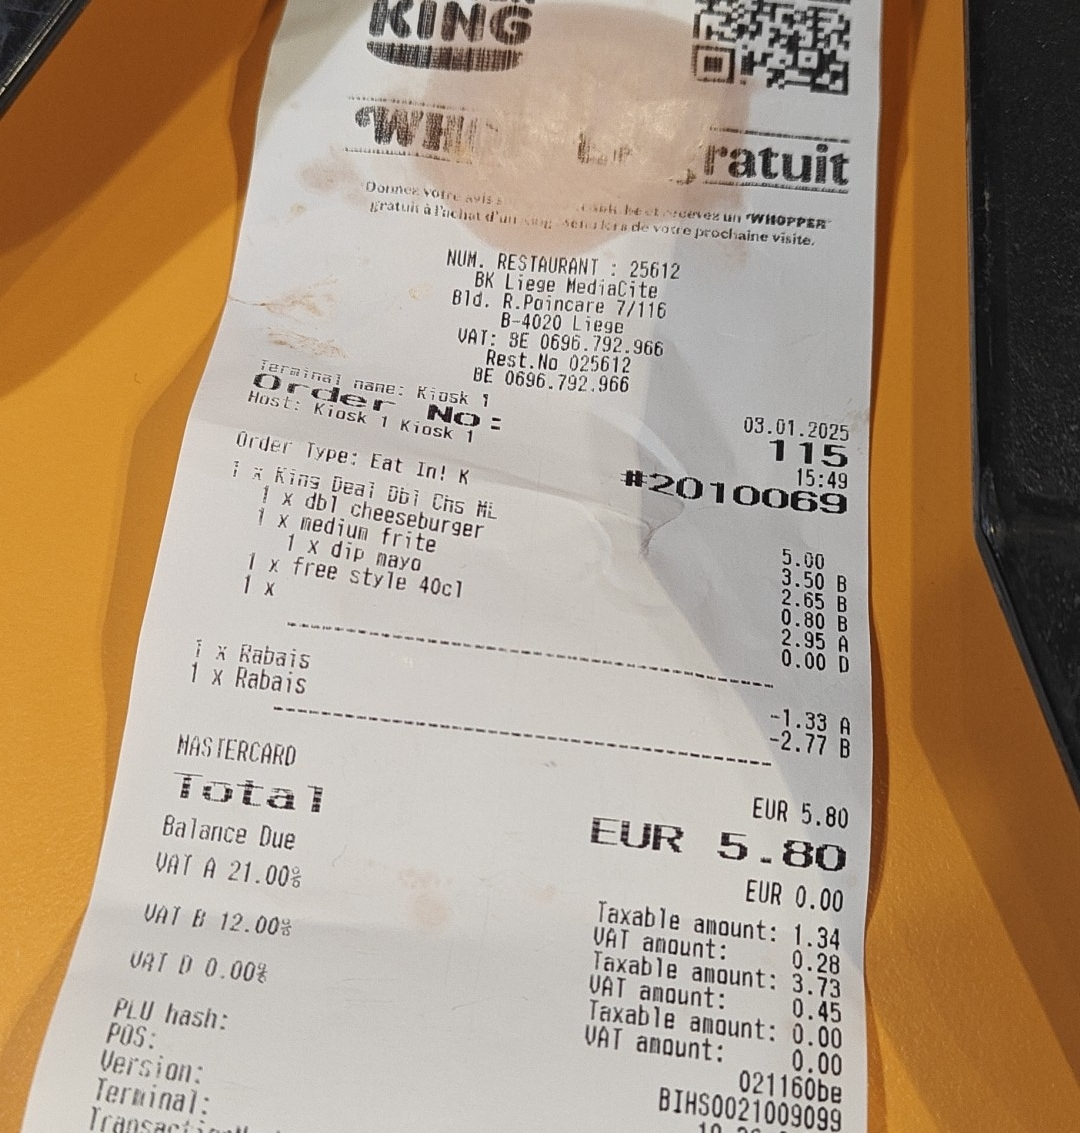 KING
WH ratuit
Donnez votre avis et recevez un WHOPPER
gratuit à l'achat d'un lors de votre prochaine visite.
NUM. RESTAURANT : 25612
BK Liege MediaCite
Bld. R.Poincare 7/116
B-4020 Liege
VAT: BE 0696.792.966
Rest.No 025612
BE 0696.792.966
Terminal name: Kiosk 1 03.01.2025
Order No: 115
Host: Kiosk 1 Kiosk 1 15:49
#2010069
Order Type: Eat In! K
1 x King Deal Dbl Chs ML 5.00
1 x dbl cheeseburger 3.50 B
1 x medium frite 2.65 B
1 x dip mayo 0.80 B
1 x free style 40cl 2.95 A
1 x 0.00 D
1 x Rabais -1.33 A
1 x Rabais -2.77 B
MASTERCARD EUR 5.80
Total EUR 5.80
Balance Due EUR 0.00
VAT A 21.00% Taxable amount: 1.34
VAT amount: 0.28
VAT B 12.00% Taxable amount: 3.73
VAT amount: 0.45
VAT D 0.00% Taxable amount: 0.00
VAT amount: 0.00
PLU hash: 021160be
POS: BIHS0021009099
Version:
Terminal: